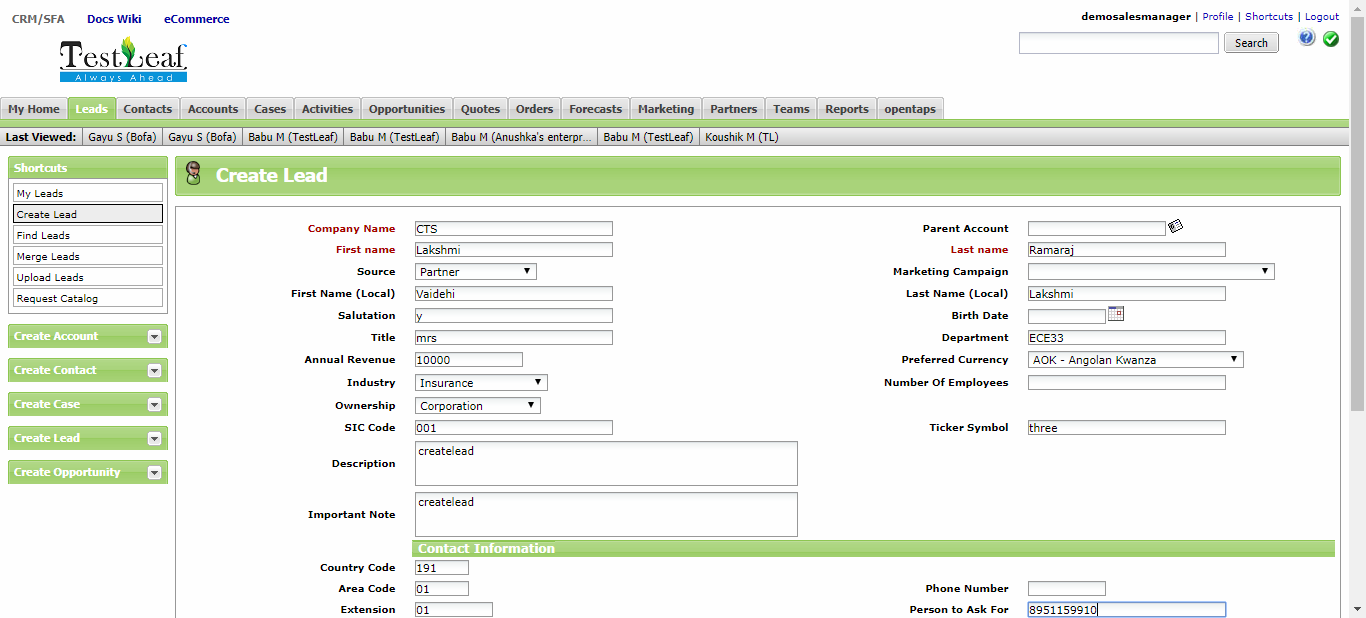 CRM/SFA Docs Wiki eCommerce
demosalesmanager | Profile | Shortcuts | Logout
TestLeaf
Always Ahead
Search
My Home Leads Contacts Accounts Cases Activities Opportunities Quotes Orders Forecasts Marketing Partners Teams Reports opentaps
Last Viewed: Gayu S (Bofa) Gayu S (Bofa) Babu M (TestLeaf) Babu M (TestLeaf) Babu M (Anushka's enterpr... Babu M (TestLeaf) Koushik M (TL)
Shortcuts
My Leads
Create Lead
Find Leads
Merge Leads
Upload Leads
Request Catalog
Create Account
Create Contact
Create Case
Create Lead
Create Opportunity
Create Lead
Company Name CTS Parent Account
First name Lakshmi Last name Ramaraj
Source Partner Marketing Campaign
First Name (Local) Vaidehi Last Name (Local) Lakshmi
Salutation y Birth Date
Title mrs Department ECE33
Annual Revenue 10000 Preferred Currency AOK - Angolan Kwanza
Industry Insurance Number Of Employees
Ownership Corporation
SIC Code 001 Ticker Symbol three
Description createlead
Important Note createlead
Contact Information
Country Code 191
Area Code 01 Phone Number
Extension 01 Person to Ask For 8951159910